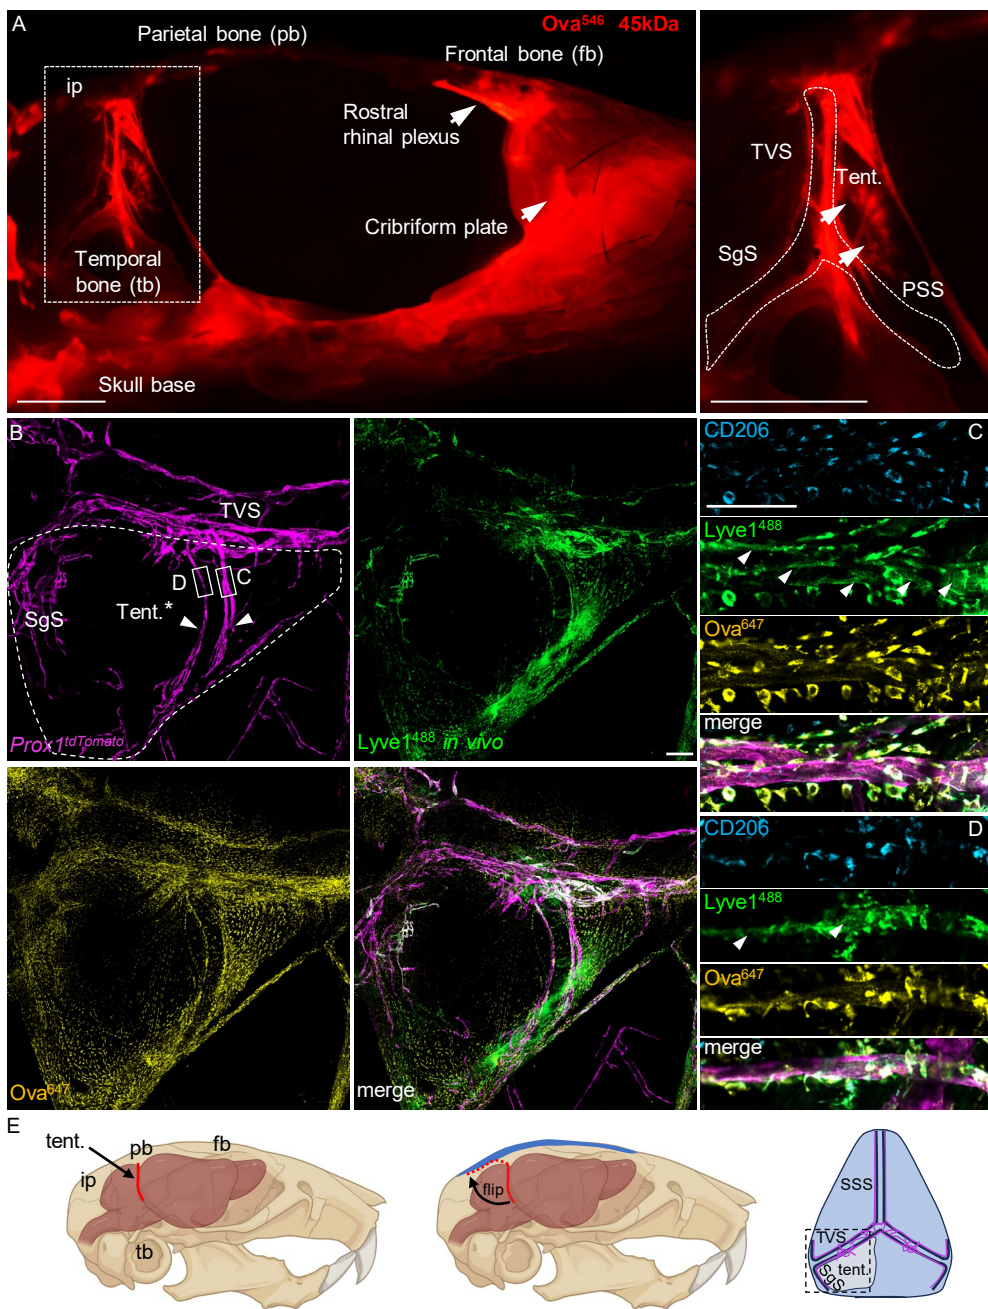 A
Ova546 45kDa
Parietal bone (pb)
Frontal bone (fb)
ip
Rostral
rhinal plexus
Cribriform plate
Temporal
bone (tb)
Skull base
TVS
Tent.
SgS
PSS
B
TVS
D
C
Tent.*
SgS
Prox1tdTomato
Lyve1488 in vivo
Ova647
merge
CD206
C
Lyve1488
Ova647
merge
CD206
D
Lyve1488
Ova647
merge
E
tent.
pb
fb
ip
tb
flip
SSS
TVS
tent.
SgS